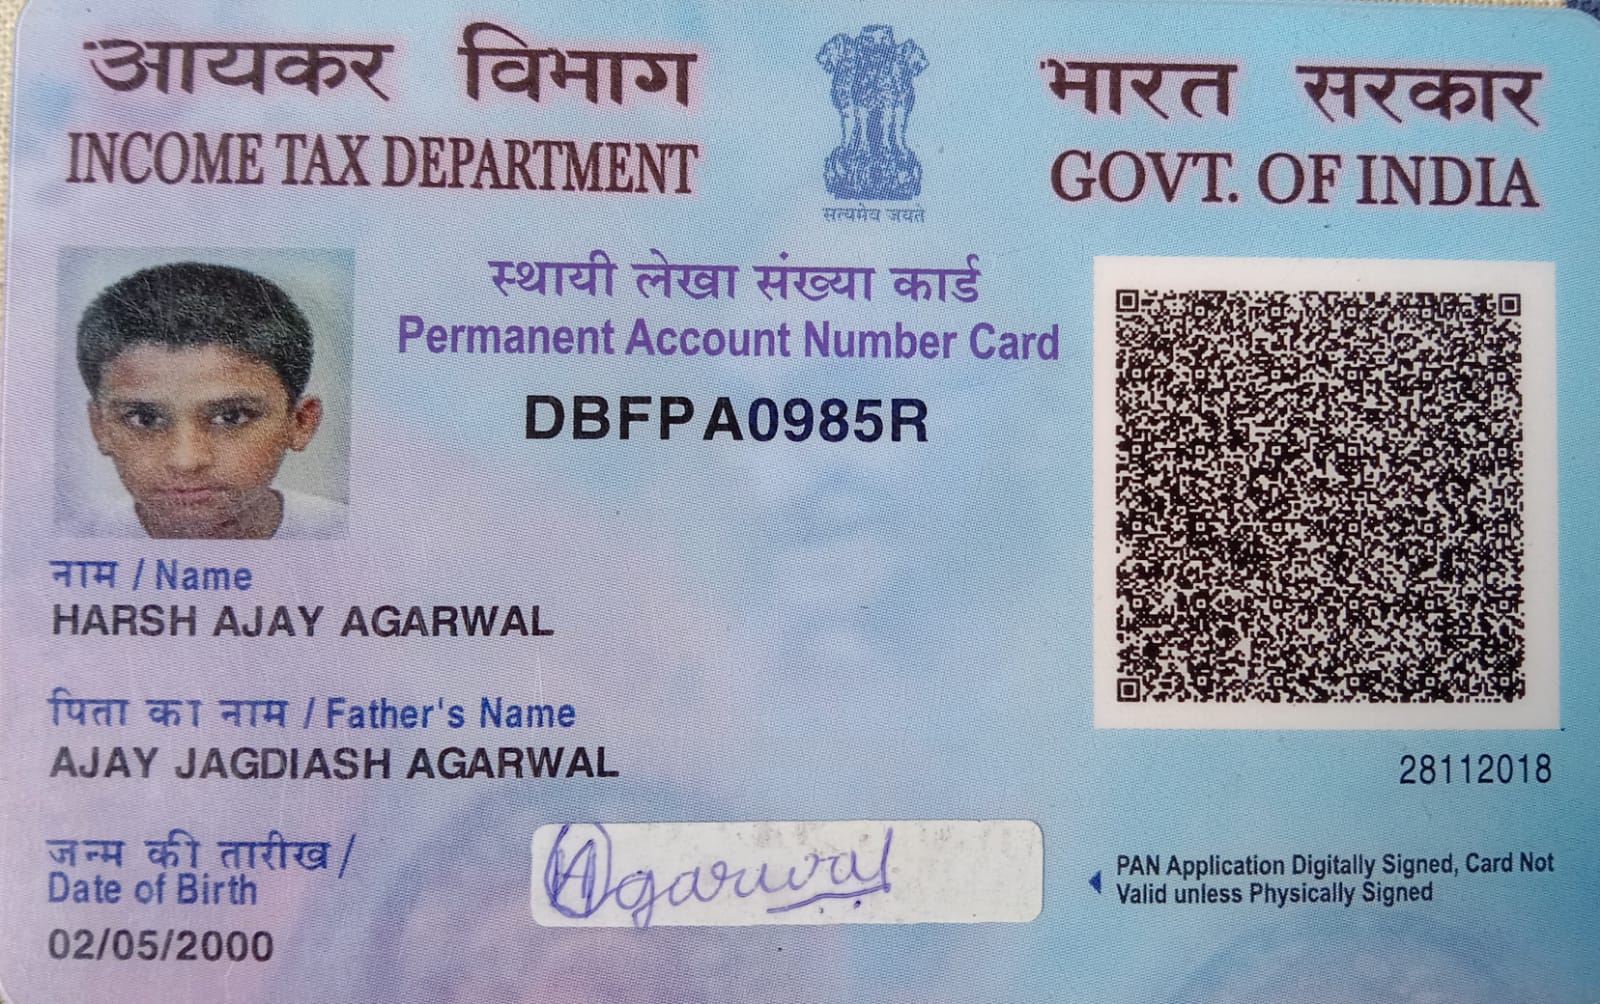 आयकर विभाग
INCOME TAX DEPARTMENT
सत्यमेव जयते
भारत सरकार
GOVT. OF INDIA
स्थायी लेखा संख्या कार्ड
Permanent Account Number Card
DBFPA0985R
नाम / Name
HARSH AJAY AGARWAL
पिता का नाम / Father's Name
AJAY JAGDIASH AGARWAL
28112018
जन्म की तारीख /
Date of Birth
02/05/2000
Agarwal
PAN Application Digitally Signed, Card Not
Valid unless Physically Signed